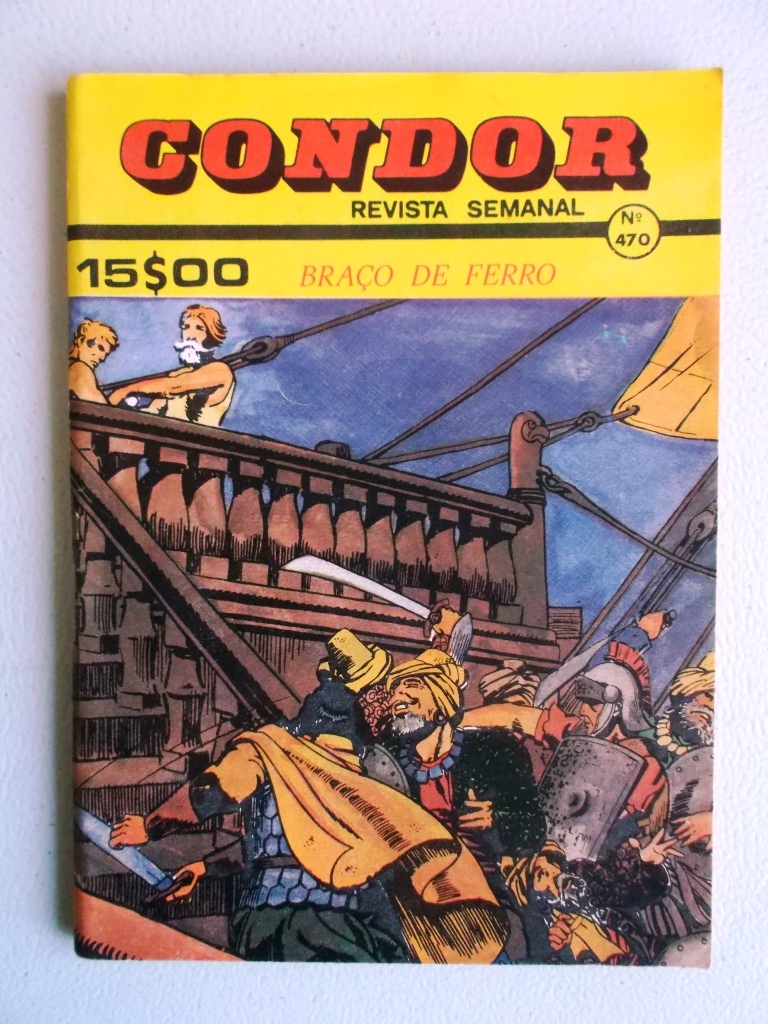 CONDOR
REVISTA SEMANAL
Nº
470
15$00
BRAÇO DE FERRO